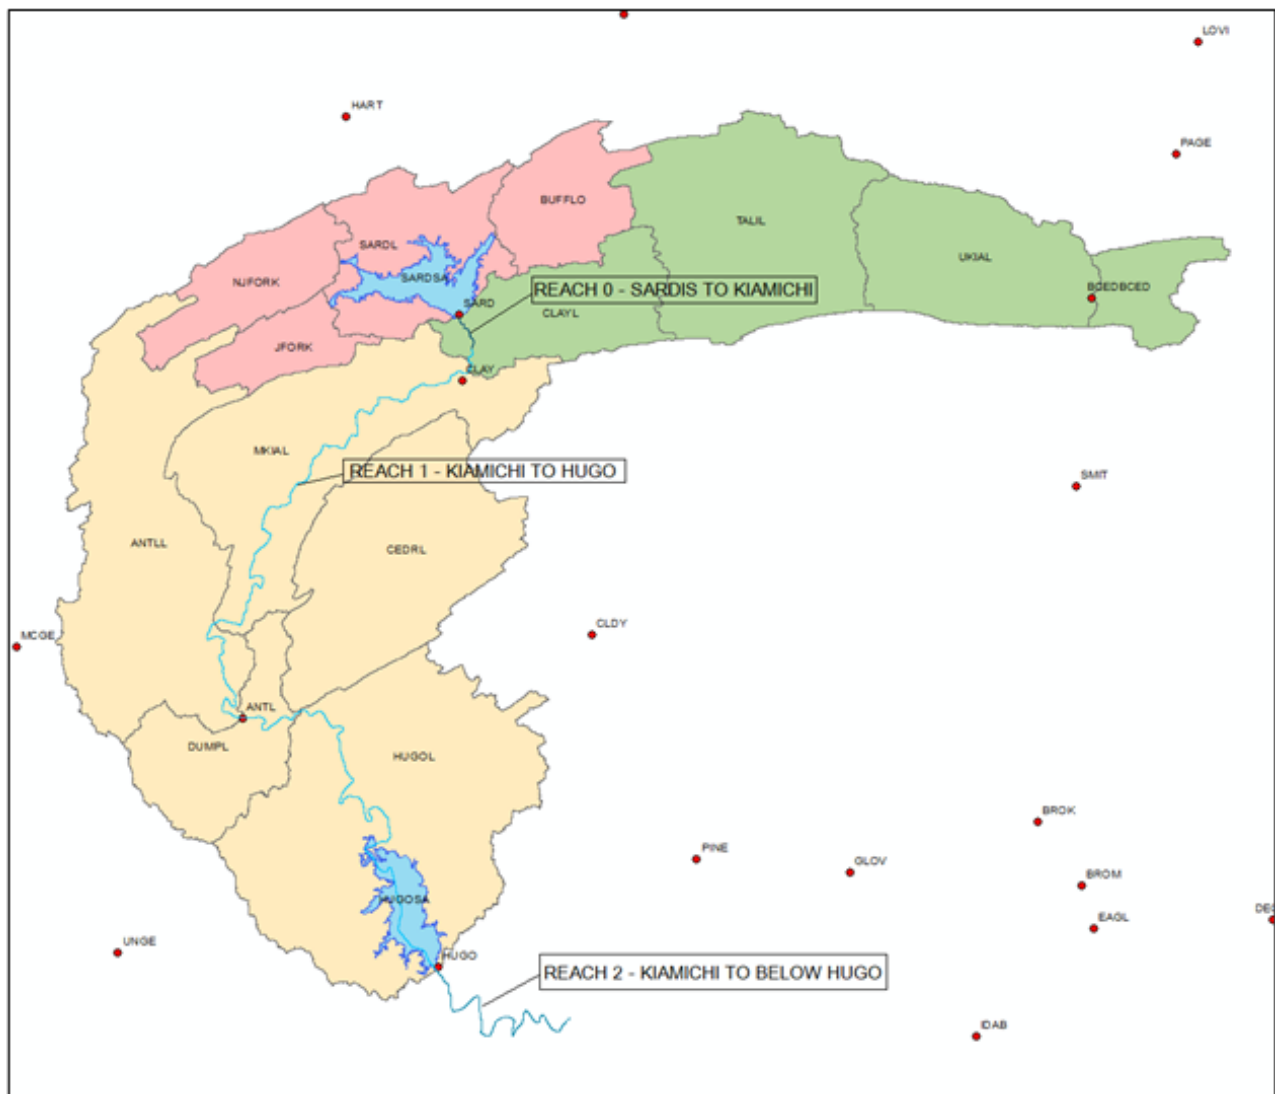 LOVI
HART
PAGE
BUFFLO
TALIL
SARDL
UKIAL
NJFORK
SARDSA
REACH 0 - SARDIS TO KIAMICHI
SARD
CLAYL
JFORK
CLAY
MKIAL
REACH 1 - KIAMICHI TO HUGO
SMIT
ANTLL
CEDRL
MCGE
CLDY
ANTL
DUMPL
HUGOL
BROK
PINE
GLOV
BROM
HUGOSA
EAGL
UNGE
HUGO
REACH 2 - KIAMICHI TO BELOW HUGO
IDAB